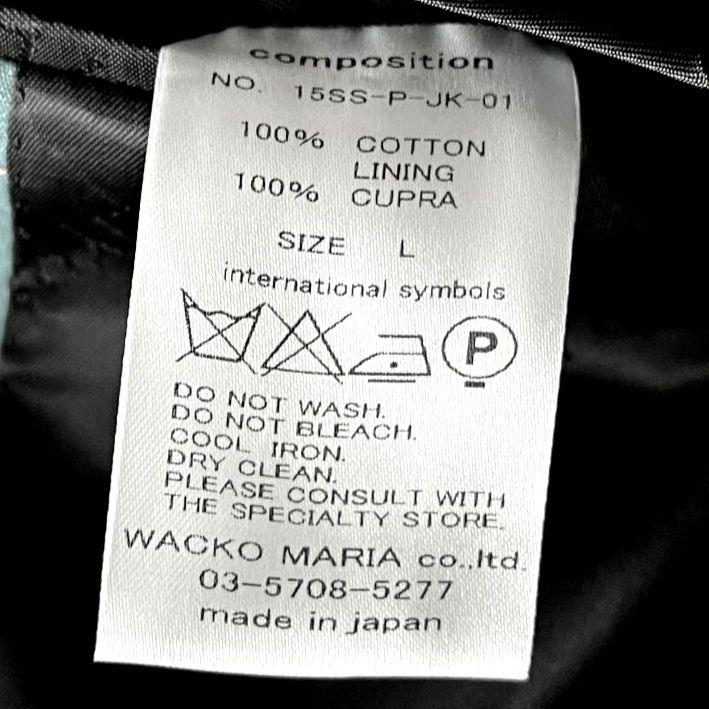 composition
NO. 15SS-P-JK-01
100% COTTON
LINING
100% CUPRA
SIZE L
international symbols
P
DO NOT WASH.
DO NOT BLEACH.
COOL IRON.
DRY CLEAN.
PLEASE CONSULT WITH
THE SPECIALTY STORE.
WACKO MARIA co.,ltd.
03-5708-5277
made in japan